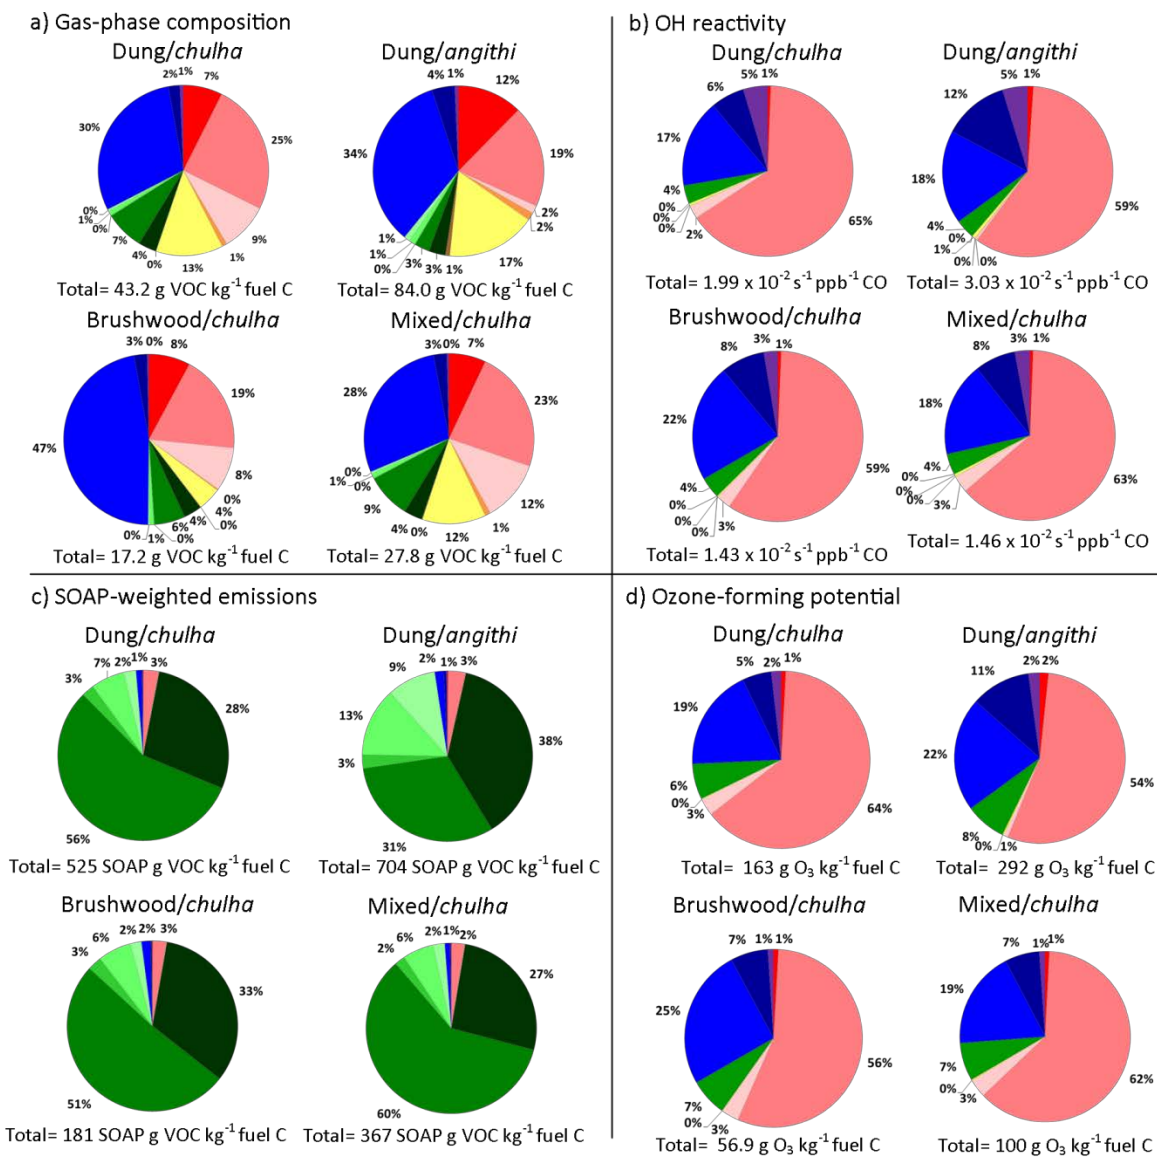 a) Gas-phase composition
Dung/chulha
2% 1% 7%
30%
25%
0%
1%
0%
7%
4%
0%
13%
1%
9%
Total= 43.2 g VOC kg⁻¹ fuel C
Dung/angithi
4% 1% 12%
34%
19%
2%
2%
1%
1%
0%
3%
3%
1%
17%
Total= 84.0 g VOC kg⁻¹ fuel C
Brushwood/chulha
3% 0% 8%
19%
47%
8%
0%
4%
0%
4%
6%
0%
1%
0%
Total= 17.2 g VOC kg⁻¹ fuel C
Mixed/chulha
3% 0% 7%
28%
23%
0%
1%
0%
9%
4%
0%
12%
1%
12%
Total= 27.8 g VOC kg⁻¹ fuel C
b) OH reactivity
Dung/chulha
5% 1%
6%
17%
4%
0%
0%
0%
2%
65%
Total= 1.99 x 10⁻² s⁻¹ ppb⁻¹ CO
Dung/angithi
5% 1%
12%
18%
4%
0%
1%
0%
0%
59%
Total= 3.03 x 10⁻² s⁻¹ ppb⁻¹ CO
Brushwood/chulha
8% 3% 1%
22%
59%
4%
0%
0%
0%
3%
Total= 1.43 x 10⁻² s⁻¹ ppb⁻¹ CO
Mixed/chulha
8% 3% 1%
18%
4%
0%
0%
0%
3%
63%
Total= 1.46 x 10⁻² s⁻¹ ppb⁻¹ CO
c) SOAP-weighted emissions
Dung/chulha
3% 7% 2% 1% 3%
28%
56%
Total= 525 SOAP g VOC kg⁻¹ fuel C
Dung/angithi
9% 2% 1% 3%
13%
38%
3%
31%
Total= 704 SOAP g VOC kg⁻¹ fuel C
Brushwood/chulha
3% 6% 2% 2% 3%
33%
51%
Total= 181 SOAP g VOC kg⁻¹ fuel C
Mixed/chulha
2% 6% 2% 1% 2%
27%
60%
Total= 367 SOAP g VOC kg⁻¹ fuel C
d) Ozone-forming potential
Dung/chulha
5% 2% 1%
19%
6%
0%
3%
64%
Total= 163 g O₃ kg⁻¹ fuel C
Dung/angithi
11% 2% 2%
22%
54%
8%
0%
1%
Total= 292 g O₃ kg⁻¹ fuel C
Brushwood/chulha
7% 1% 1%
25%
56%
7%
0%
3%
Total= 56.9 g O₃ kg⁻¹ fuel C
Mixed/chulha
7% 1% 1%
19%
7%
0%
3%
62%
Total= 100 g O₃ kg⁻¹ fuel C